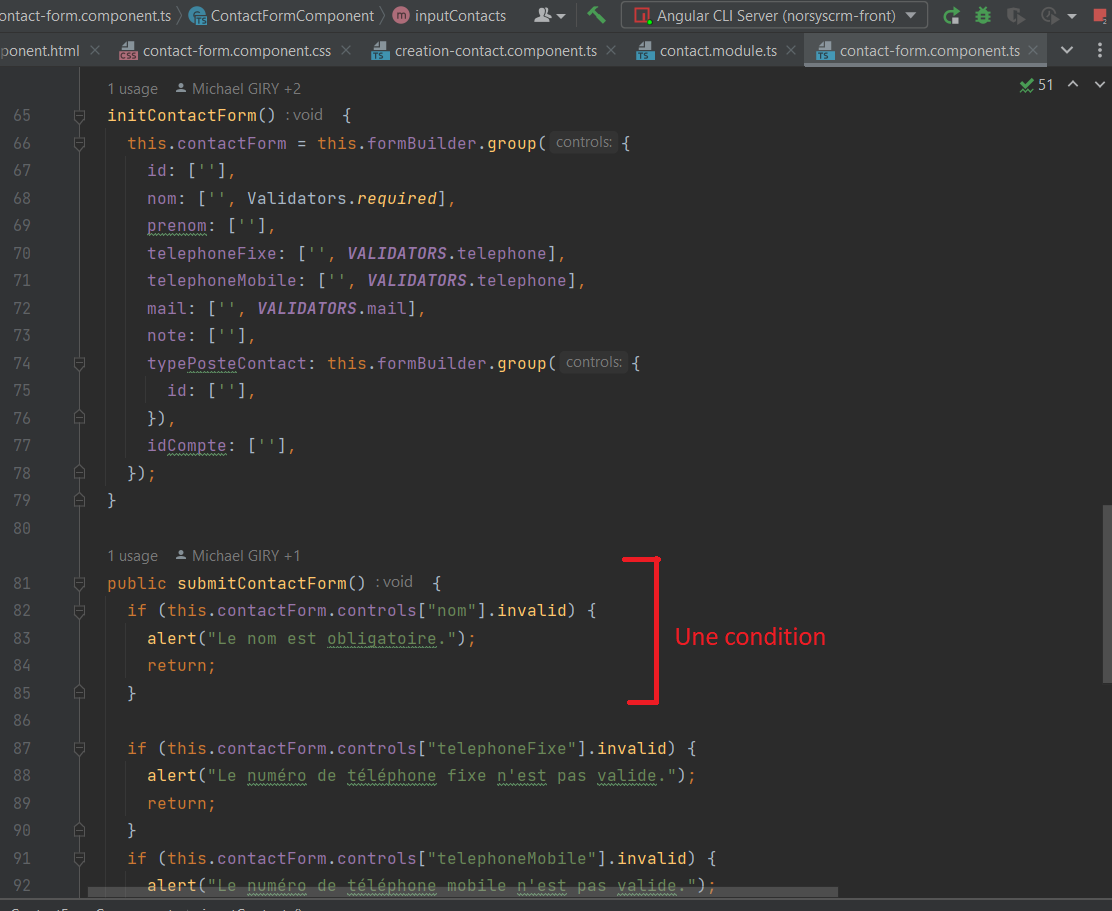 ontact-form.component.ts ContactFormComponent m inputContacts Angular CLI Server (norsyscrm-front)
ponent.html contact-form.component.css creation-contact.component.ts contact.module.ts contact-form.component.ts
1 usage Michael GIRY +2
51
65 initContactForm() : void {
66 this.contactForm = this.formBuilder.group( controls: {
67 id: [''],
68 nom: ['', Validators.required],
69 prenom: [''],
70 telephoneFixe: ['', VALIDATORS.telephone],
71 telephoneMobile: ['', VALIDATORS.telephone],
72 mail: ['', VALIDATORS.mail],
73 note: [''],
74 typePosteContact: this.formBuilder.group( controls: {
75 id: [''],
76 }),
77 idCompte: [''],
78 });
79 }
80
1 usage Michael GIRY +1
81 public submitContactForm() : void {
82 if (this.contactForm.controls["nom"].invalid) {
83 alert("Le nom est obligatoire.");
Une condition
84 return;
85 }
86
87 if (this.contactForm.controls["telephoneFixe"].invalid) {
88 alert("Le numéro de téléphone fixe n'est pas valide.");
89 return;
90 }
91 if (this.contactForm.controls["telephoneMobile"].invalid) {
92 alert("Le numéro de téléphone mobile n'est pas valide.");